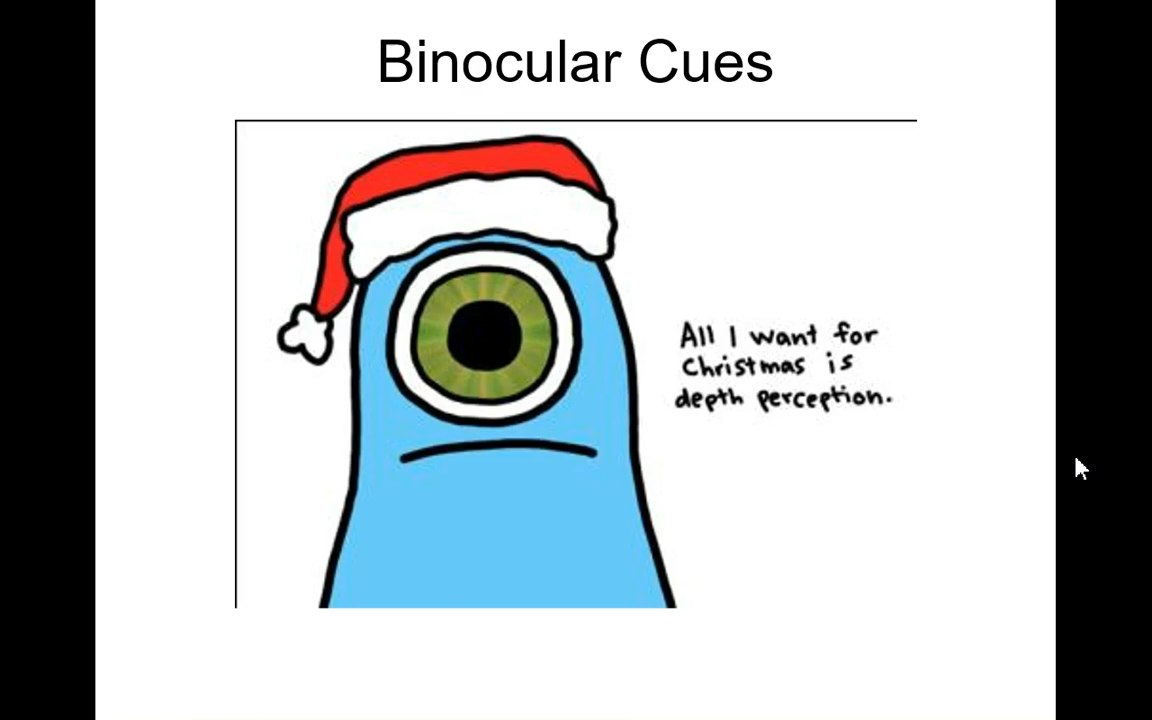 Binocular Cues
All I want for
Christmas is
depth perception.